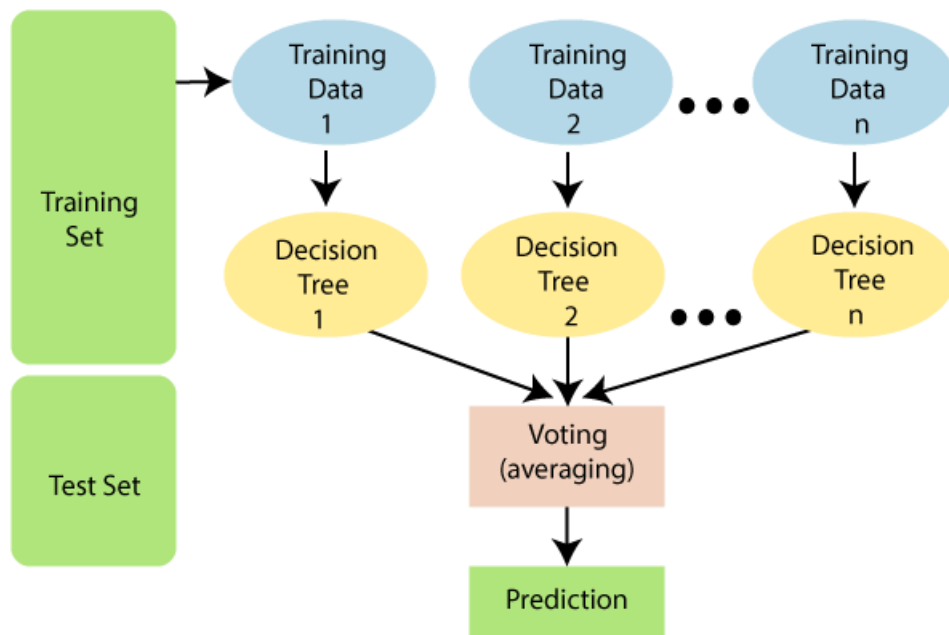 Training
Set
Test Set
Training
Data
1
Training
Data
2
Training
Data
n
Decision
Tree
1
Decision
Tree
2
Decision
Tree
n
Voting
(averaging)
Prediction